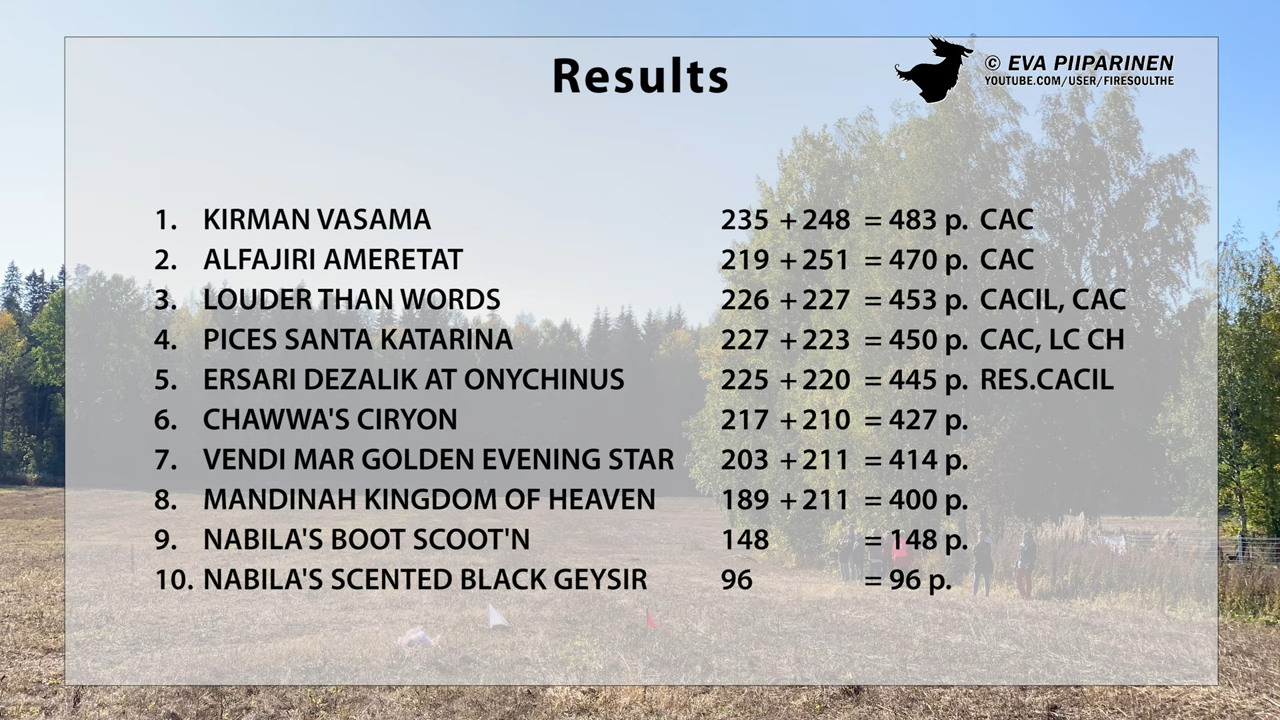 Results
© EVA PIIPARINEN
YOUTUBE.COM/USER/FIRESOULTHE
1. KIRMAN VASAMA 235 + 248 = 483 p. CAC
2. ALFAJIRI AMERETAT 219 + 251 = 470 p. CAC
3. LOUDER THAN WORDS 226 + 227 = 453 p. CACIL, CAC
4. PICES SANTA KATARINA 227 + 223 = 450 p. CAC, LC CH
5. ERSARI DEZALIK AT ONYCHINUS 225 + 220 = 445 p. RES.CACIL
6. CHAWWA'S CIRYON 217 + 210 = 427 p.
7. VENDI MAR GOLDEN EVENING STAR 203 + 211 = 414 p.
8. MANDINAH KINGDOM OF HEAVEN 189 + 211 = 400 p.
9. NABILA'S BOOT SCOOT'N 148 = 148 p.
10. NABILA'S SCENTED BLACK GEYSIR 96 = 96 p.